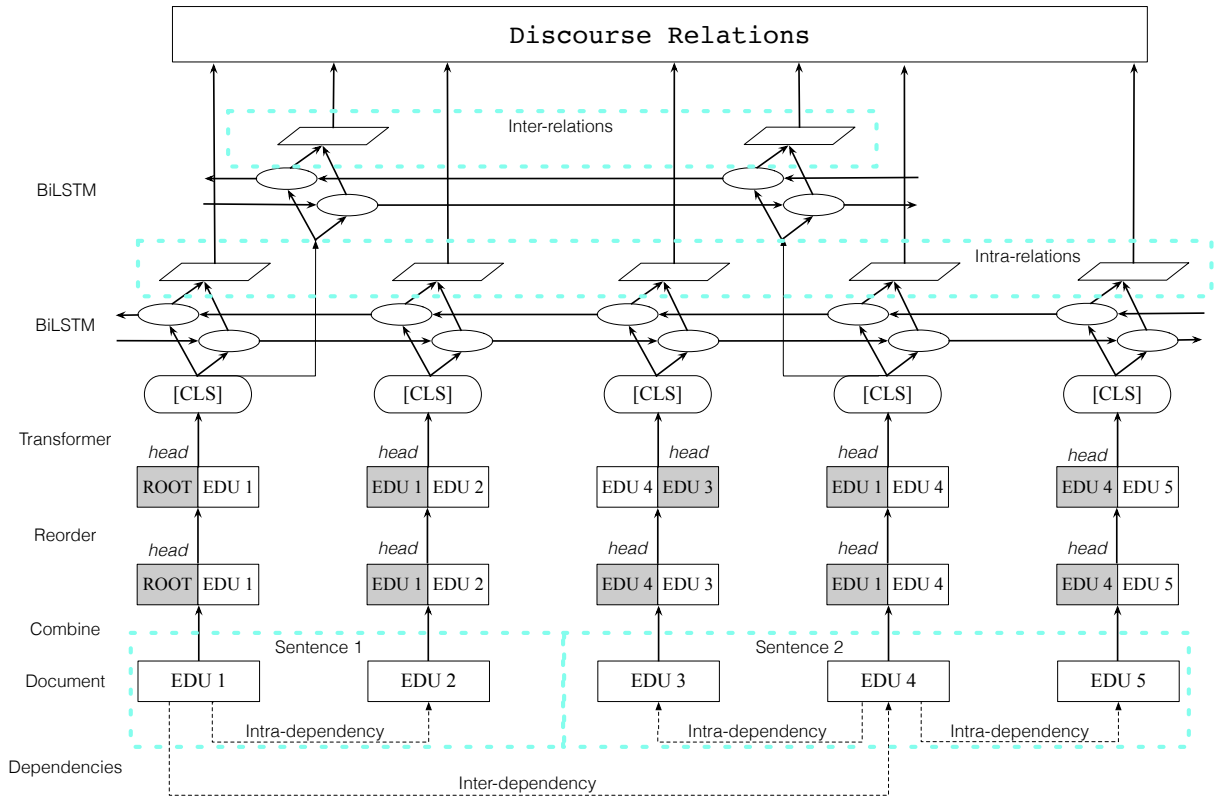 Discourse Relations
Inter-relations
BiLSTM
Intra-relations
BiLSTM
[CLS] [CLS] [CLS] [CLS] [CLS]
Transformer
head head head head head
ROOT EDU 1 EDU 1 EDU 2 EDU 4 EDU 3 EDU 1 EDU 4 EDU 4 EDU 5
Reorder
head head head head head
ROOT EDU 1 EDU 1 EDU 2 EDU 4 EDU 3 EDU 1 EDU 4 EDU 4 EDU 5
Combine
Sentence 1 Sentence 2
Document EDU 1 EDU 2 EDU 3 EDU 4 EDU 5
Intra-dependency Intra-dependency Intra-dependency
Dependencies
Inter-dependency